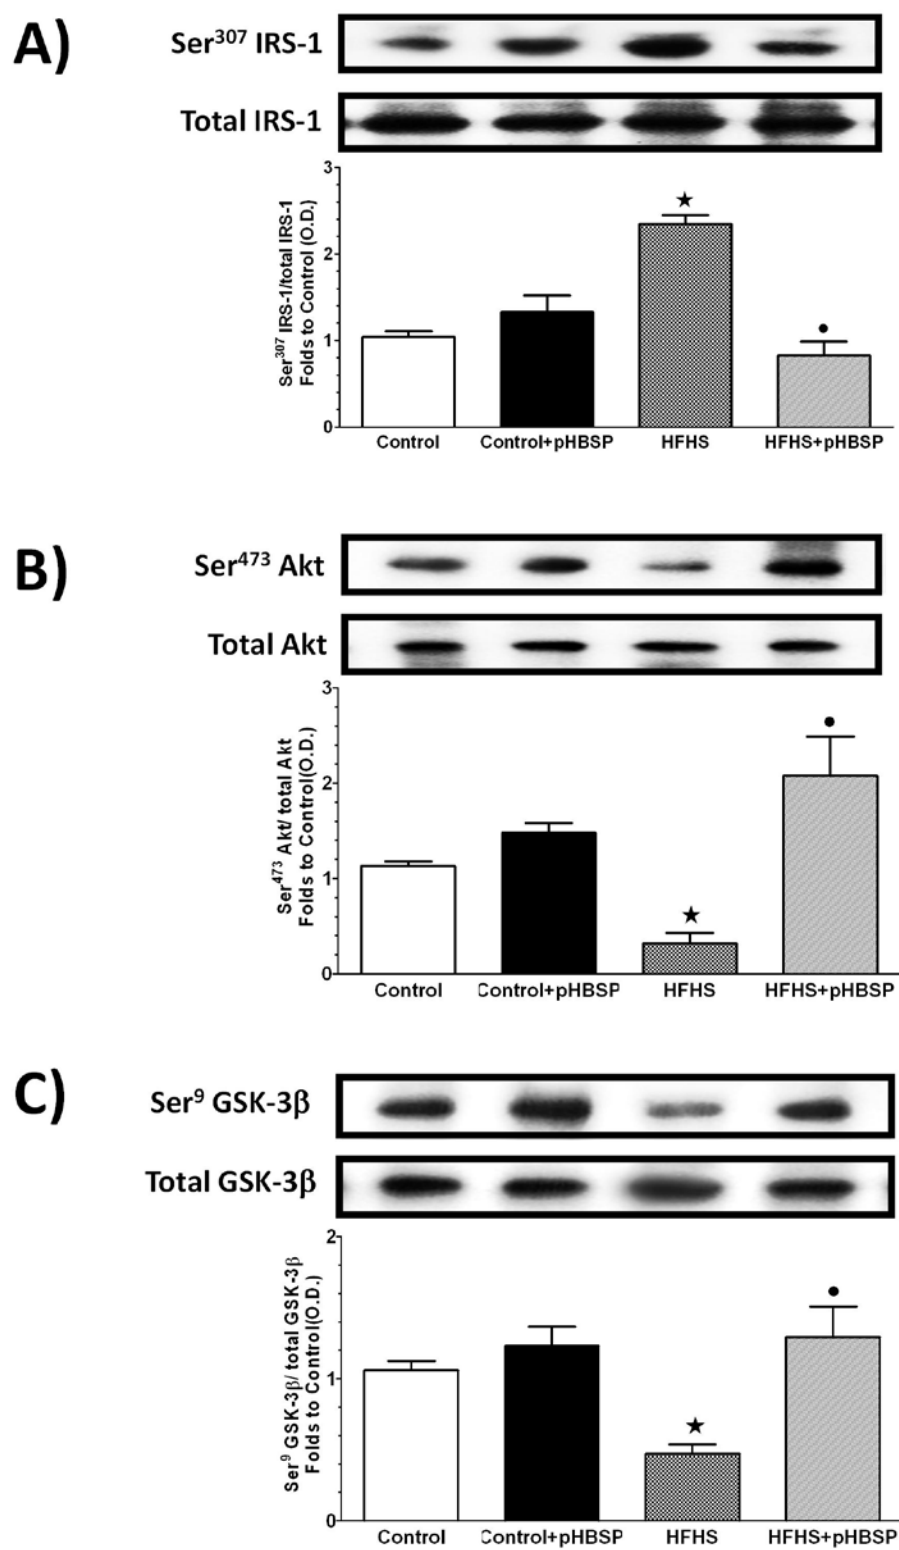 A)
Ser³⁰⁷ IRS-1
Total IRS-1
Ser³⁰⁷ IRS-1/total IRS-1
Folds to Control (O.D.)
3
2
1
0
Control Control+pHBSP HFHS HFHS+pHBSP
B)
Ser⁴⁷³ Akt
Total Akt
Ser⁴⁷³ Akt/ total Akt
Folds to Control(O.D.)
3
2
1
0
Control Control+pHBSP HFHS HFHS+pHBSP
C)
Ser⁹ GSK-3β
Total GSK-3β
Ser⁹ GSK-3β/ total GSK-3β
Folds to Control(O.D.)
2
1
0
Control Control+pHBSP HFHS HFHS+pHBSP